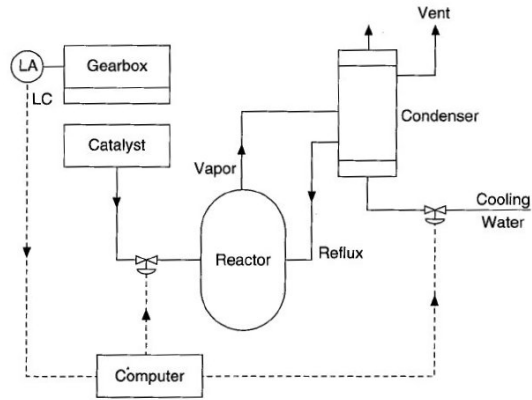 Vent
LA
Gearbox
LC
Condenser
Catalyst
Vapor
Cooling
Water
Reactor
Reflux
Computer